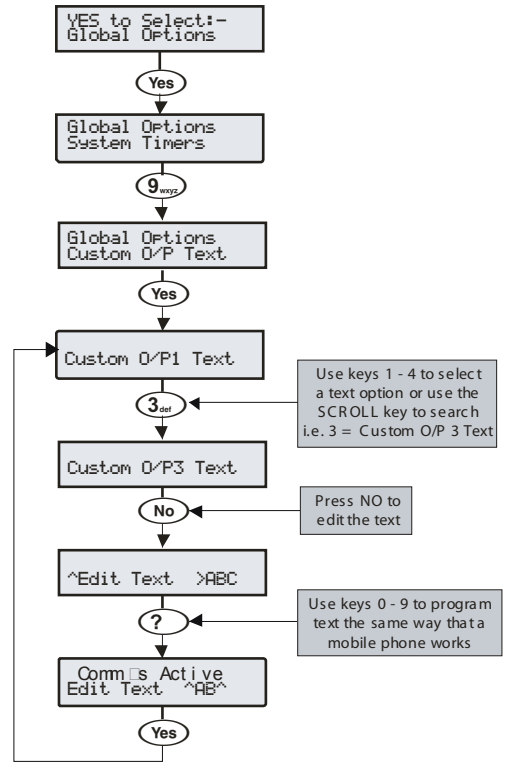 YES to Select:-
Global Options
Yes
Global Options
System Timers
9wxyz
Global Options
Custom O/P Text
Yes
Custom O/P1 Text
Use keys 1 - 4 to select
a text option or use the
SCROLL key to search
i.e. 3 = Custom O/P 3 Text
3def
Custom O/P3 Text
No
Press NO to
edit the text
^Edit Text >ABC
Use keys 0 - 9 to program
text the same way that a
mobile phone works
?
Comm□s Active
Edit Text ^AB^
Yes